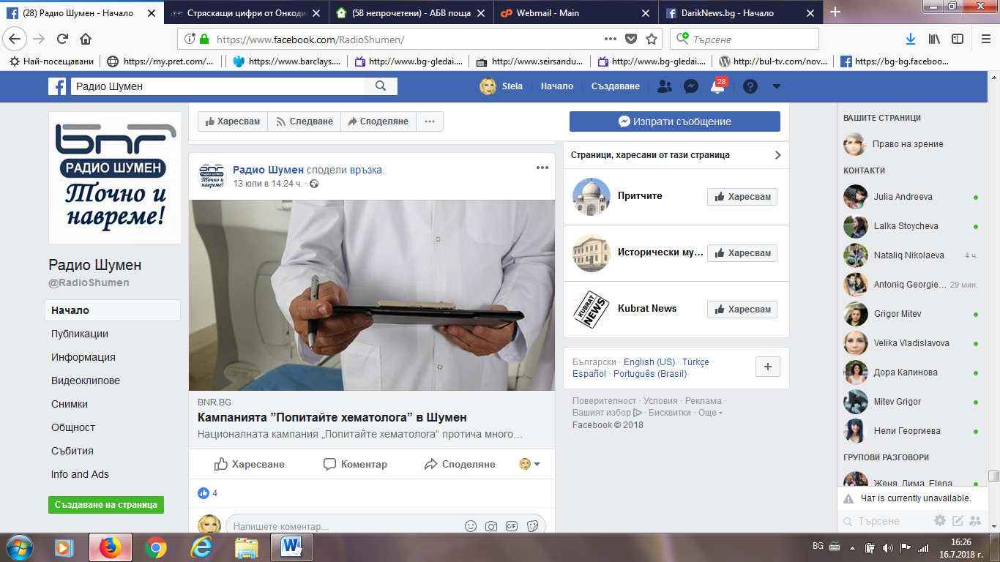 (28) Радио Шумен - Начало
Стряскащи цифри от Онкоди
(58 непрочетени) - АБВ поща
Webmail - Main
DarikNews.bg - Начало
https://www.facebook.com/RadioShumen/
Търсене
Най-посещавани
https://my.pret.com/...
https://www.barclays....
http://www.bg-gledai....
http://www.seirsandu...
http://www.bg-gledai....
http://bul-tv.com/nov...
https://bg-bg.faceboo...
Радио Шумен
Stela
Начало
Създаване
28
bnr
РАДИО ШУМЕН
Точно и
навреме!
Радио Шумен
@RadioShumen
Начало
Публикации
Информация
Видеоклипове
Снимки
Общност
Събития
Info and Ads
Създаване на страница
Харесвам
Следване
Споделяне
Изпрати съобщение
Радио Шумен сподели връзка.
13 юли в 14:24 ч. ·
BNR.BG
Кампанията ”Попитайте хематолога” в Шумен
Националната кампания „Попитайте хематолога“ протича много…
Харесване
Коментар
Споделяне
4
Напишете коментар...
GIF
Страници, харесани от тази страница
Притчите
Харесвам
Исторически му…
Харесвам
KUBRAT
NEWS
Kubrat News
Харесвам
Български · English (US) · Türkçe ·
Español · Português (Brasil)
Поверителност · Условия · Реклама ·
Вашият избор · Бисквитки · Още
Facebook © 2018
ВАШИТЕ СТРАНИЦИ
Право на зрение
КОНТАКТИ
Julia Andreeva
Lalka Stoycheva
Nataliq Nikolaeva
4 ч.
Antoniq Georgie…
29 мин.
Grigor Mitev
Velika Vladislavova
Дора Калинова
Mitev Grigor
Нели Георгиева
ГРУПОВИ РАЗГОВОРИ
Женя, Дима, Elena
Чат is currently unavailable.
Търсене
BG
16:26
16.7.2018 г.